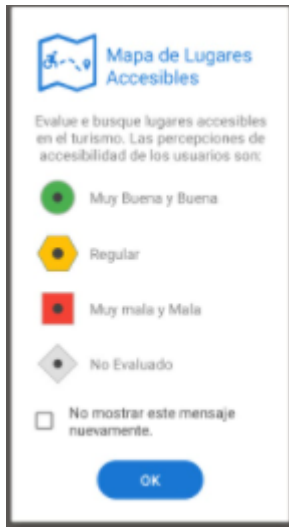 Mapa de Lugares
Accesibles
Evalue e busque lugares accesibles
en el turismo. Las percepciones de
accesibilidad de los usuarios son:
Muy Buena y Buena
Regular
Muy mala y Mala
No Evaluado
No mostrar este mensaje
nuevamente.
OK